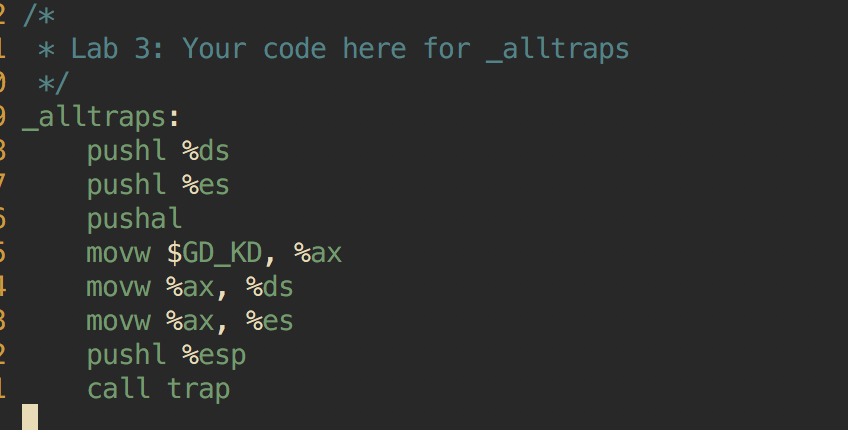 2 /*
1  * Lab 3: Your code here for _alltraps
0  */
9 _alltraps:
8     pushl %ds
7     pushl %es
6     pushal
5     movw $GD_KD, %ax
4     movw %ax, %ds
3     movw %ax, %es
2     pushl %esp
1     call trap